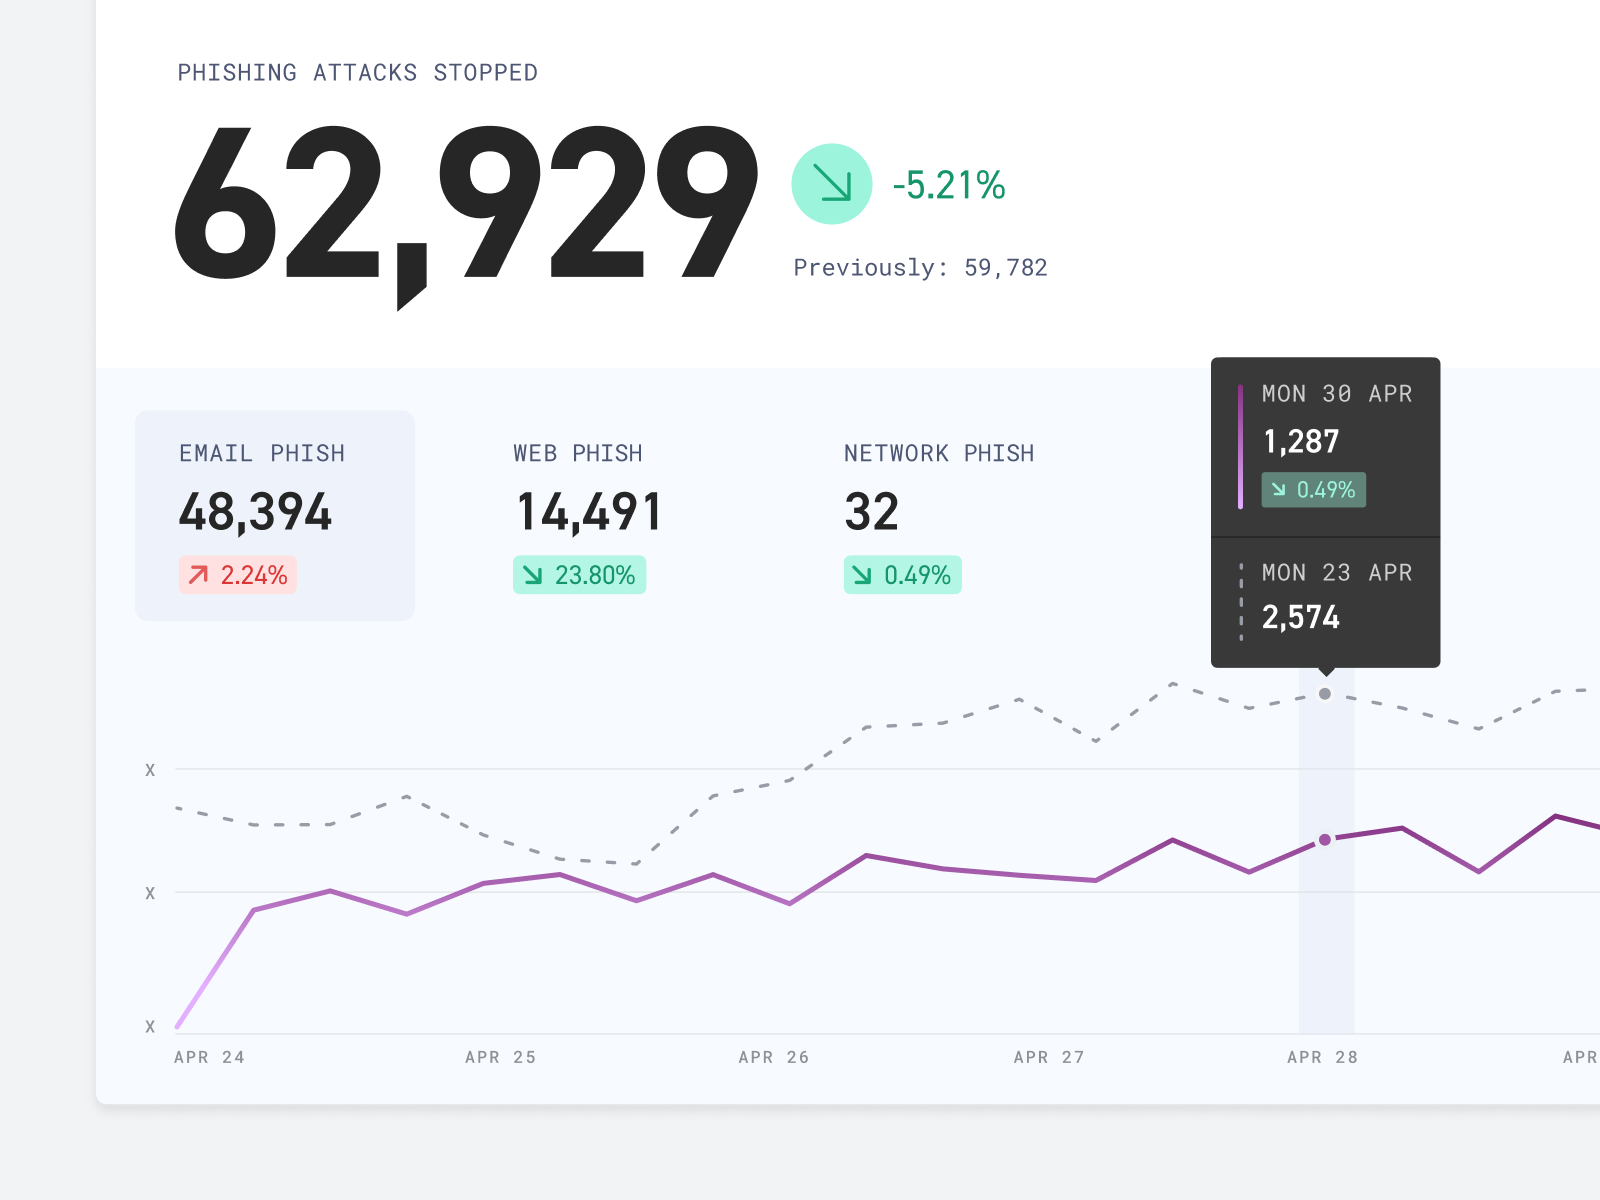 PHISHING ATTACKS STOPPED
62,929
-5.21%
Previously: 59,782
EMAIL PHISH
48,394
2.24%
WEB PHISH
14,491
23.80%
NETWORK PHISH
32
0.49%
MON 30 APR
1,287
0.49%
MON 23 APR
2,574
X
X
X
APR 24 APR 25 APR 26 APR 27 APR 28 APR